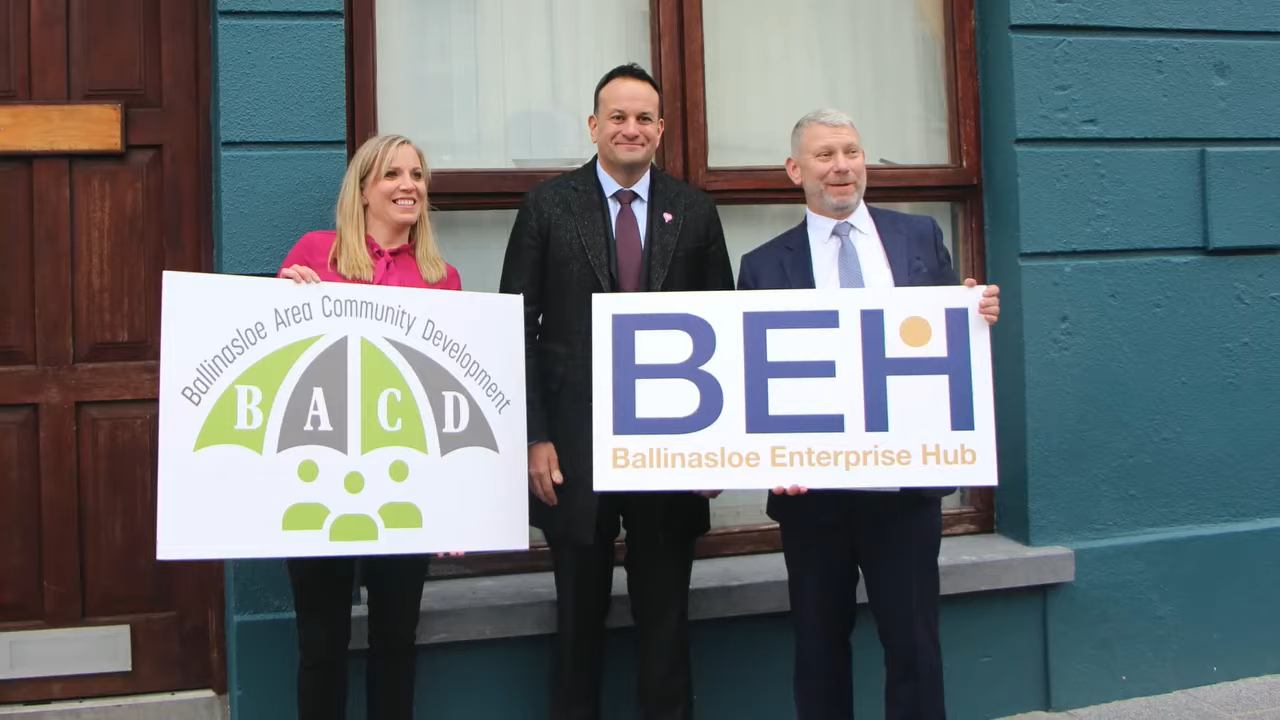 Ballinasloe Area Community Development
B A C D
BEH
Ballinasloe Enterprise Hub